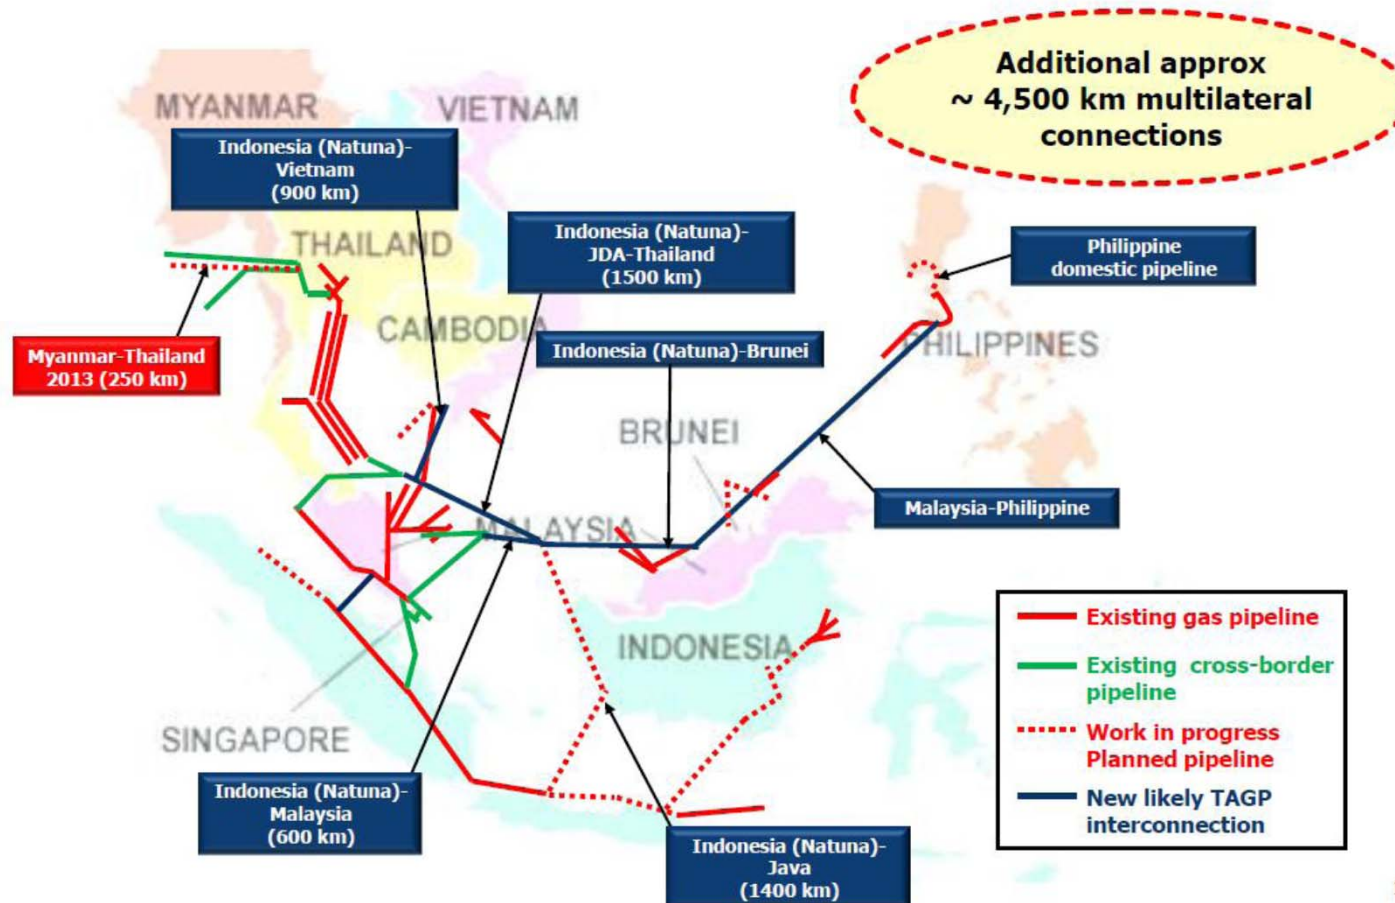 Additional approx
~ 4,500 km multilateral
connections
MYANMAR
VIETNAM
Indonesia (Natuna)-
Vietnam
(900 km)
THAILAND
Indonesia (Natuna)-
JDA-Thailand
(1500 km)
Philippine
domestic pipeline
CAMBODIA
Indonesia (Natuna)-Brunei
PHILIPPINES
Myanmar-Thailand
2013 (250 km)
BRUNEI
MALAYSIA
Malaysia-Philippine
INDONESIA
SINGAPORE
Indonesia (Natuna)-
Malaysia
(600 km)
Indonesia (Natuna)-
Java
(1400 km)
Existing gas pipeline
Existing cross-border
pipeline
Work in progress
Planned pipeline
New likely TAGP
interconnection